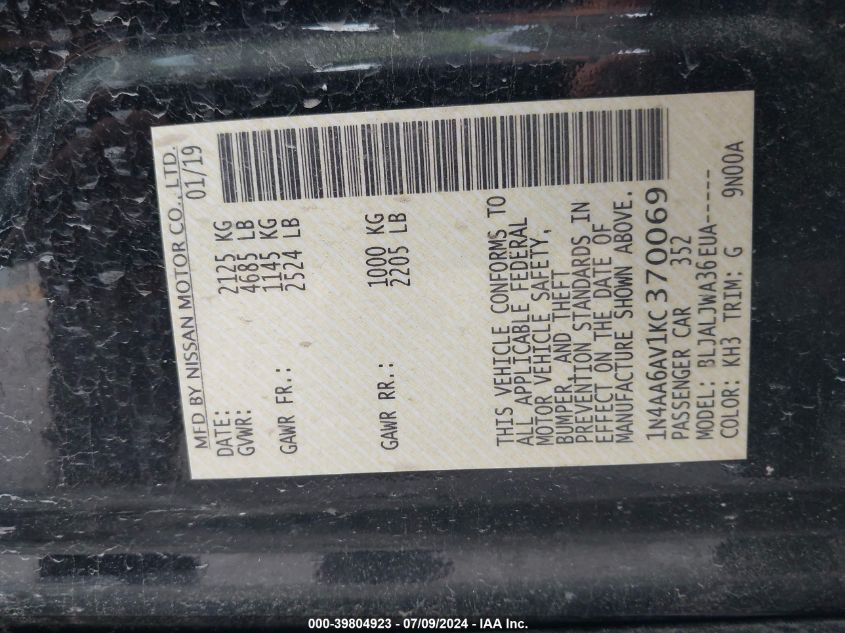 MFD BY NISSAN MOTOR CO., LTD.
DATE: 01/19
GVWR: 2125 KG
4685 LB
GAWR FR.: 1145 KG
2524 LB
GAWR RR.: 1000 KG
2205 LB
THIS VEHICLE CONFORMS TO
ALL APPLICABLE FEDERAL
MOTOR VEHICLE SAFETY,
BUMPER, AND THEFT
PREVENTION STANDARDS IN
EFFECT ON THE DATE OF
MANUFACTURE SHOWN ABOVE.
1N4AA6AV1KC370069
PASSENGER CAR 352
MODEL: BLJALJWA36EUA-----
COLOR: KH3 TRIM: G 9N00A
000-39804923 - 07/09/2024 - IAA Inc.